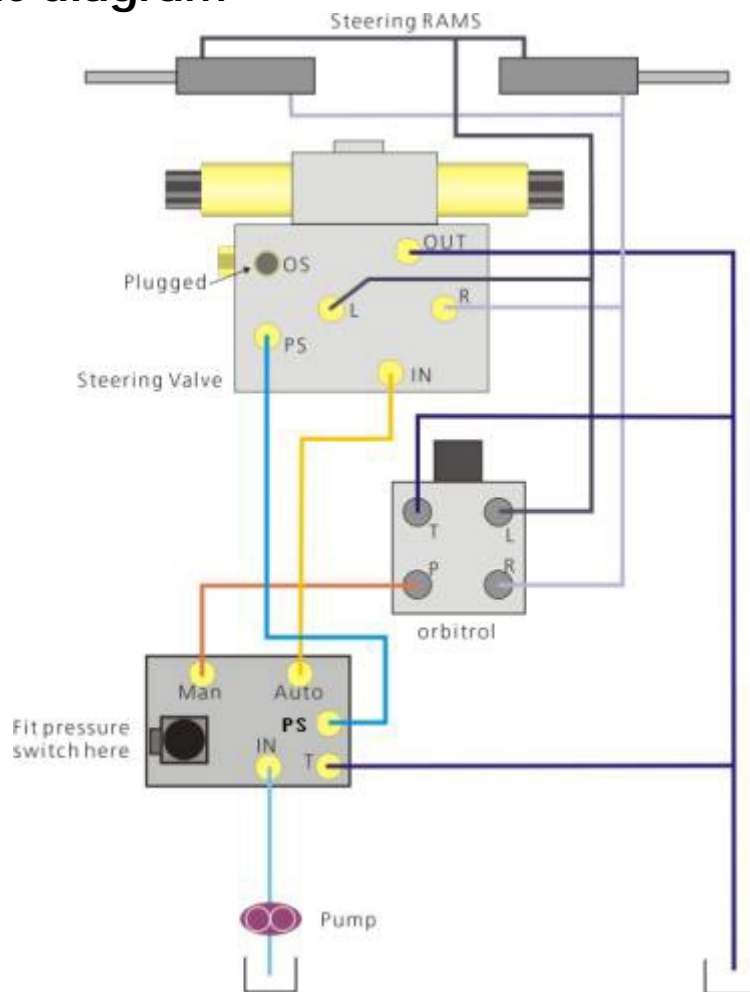 diagram
Steering RAMS
OUT
OS
Plugged
R
L
PS
Steering Valve
IN
T
L
P
R
orbitrol
Man
Auto
PS
Fit pressure
switch here
IN
T
Pump